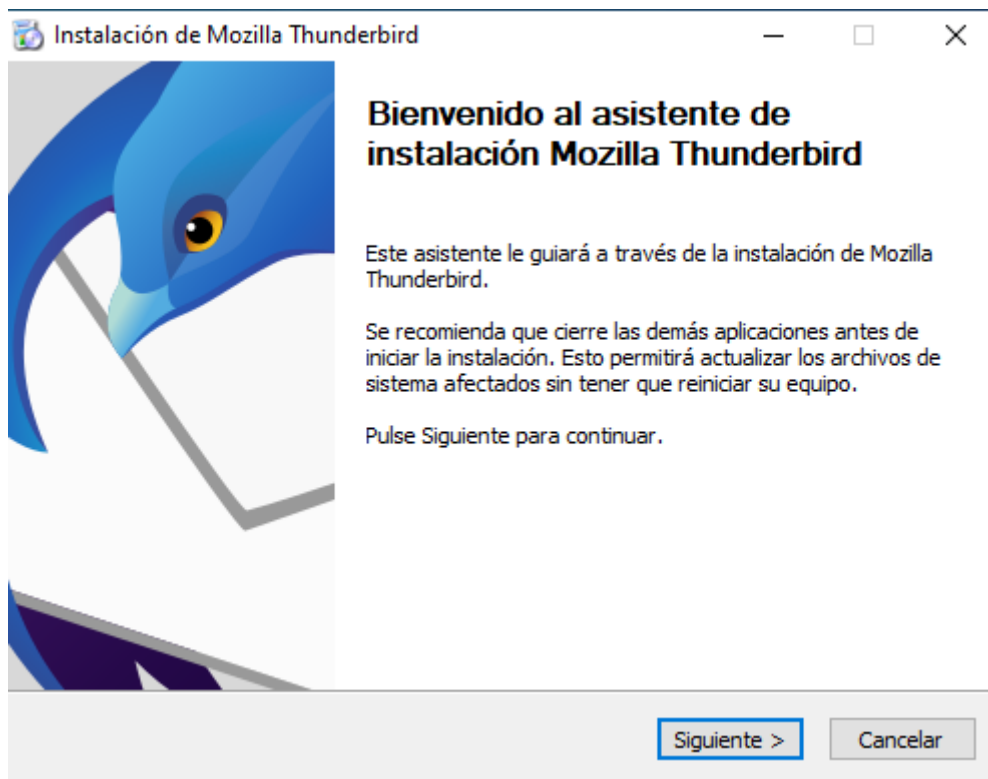 Instalación de Mozilla Thunderbird
Bienvenido al asistente de
instalación Mozilla Thunderbird
Este asistente le guiará a través de la instalación de Mozilla
Thunderbird.
Se recomienda que cierre las demás aplicaciones antes de
iniciar la instalación. Esto permitirá actualizar los archivos de
sistema afectados sin tener que reiniciar su equipo.
Pulse Siguiente para continuar.
Siguiente >
Cancelar